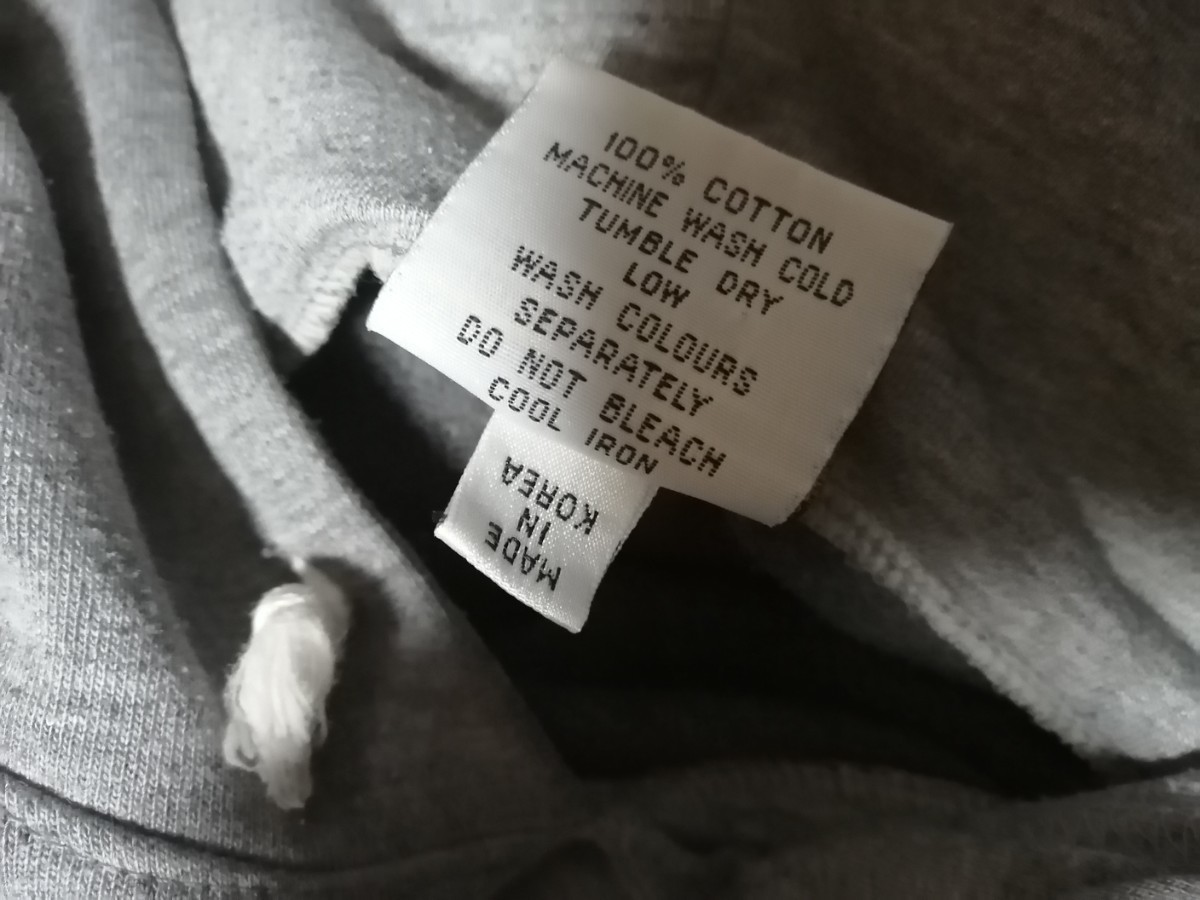 100% COTTON
MACHINE WASH COLD
TUMBLE DRY
LOW
WASH COLOURS
SEPARATELY
DO NOT BLEACH
COOL IRON
MADE
IN
KOREA